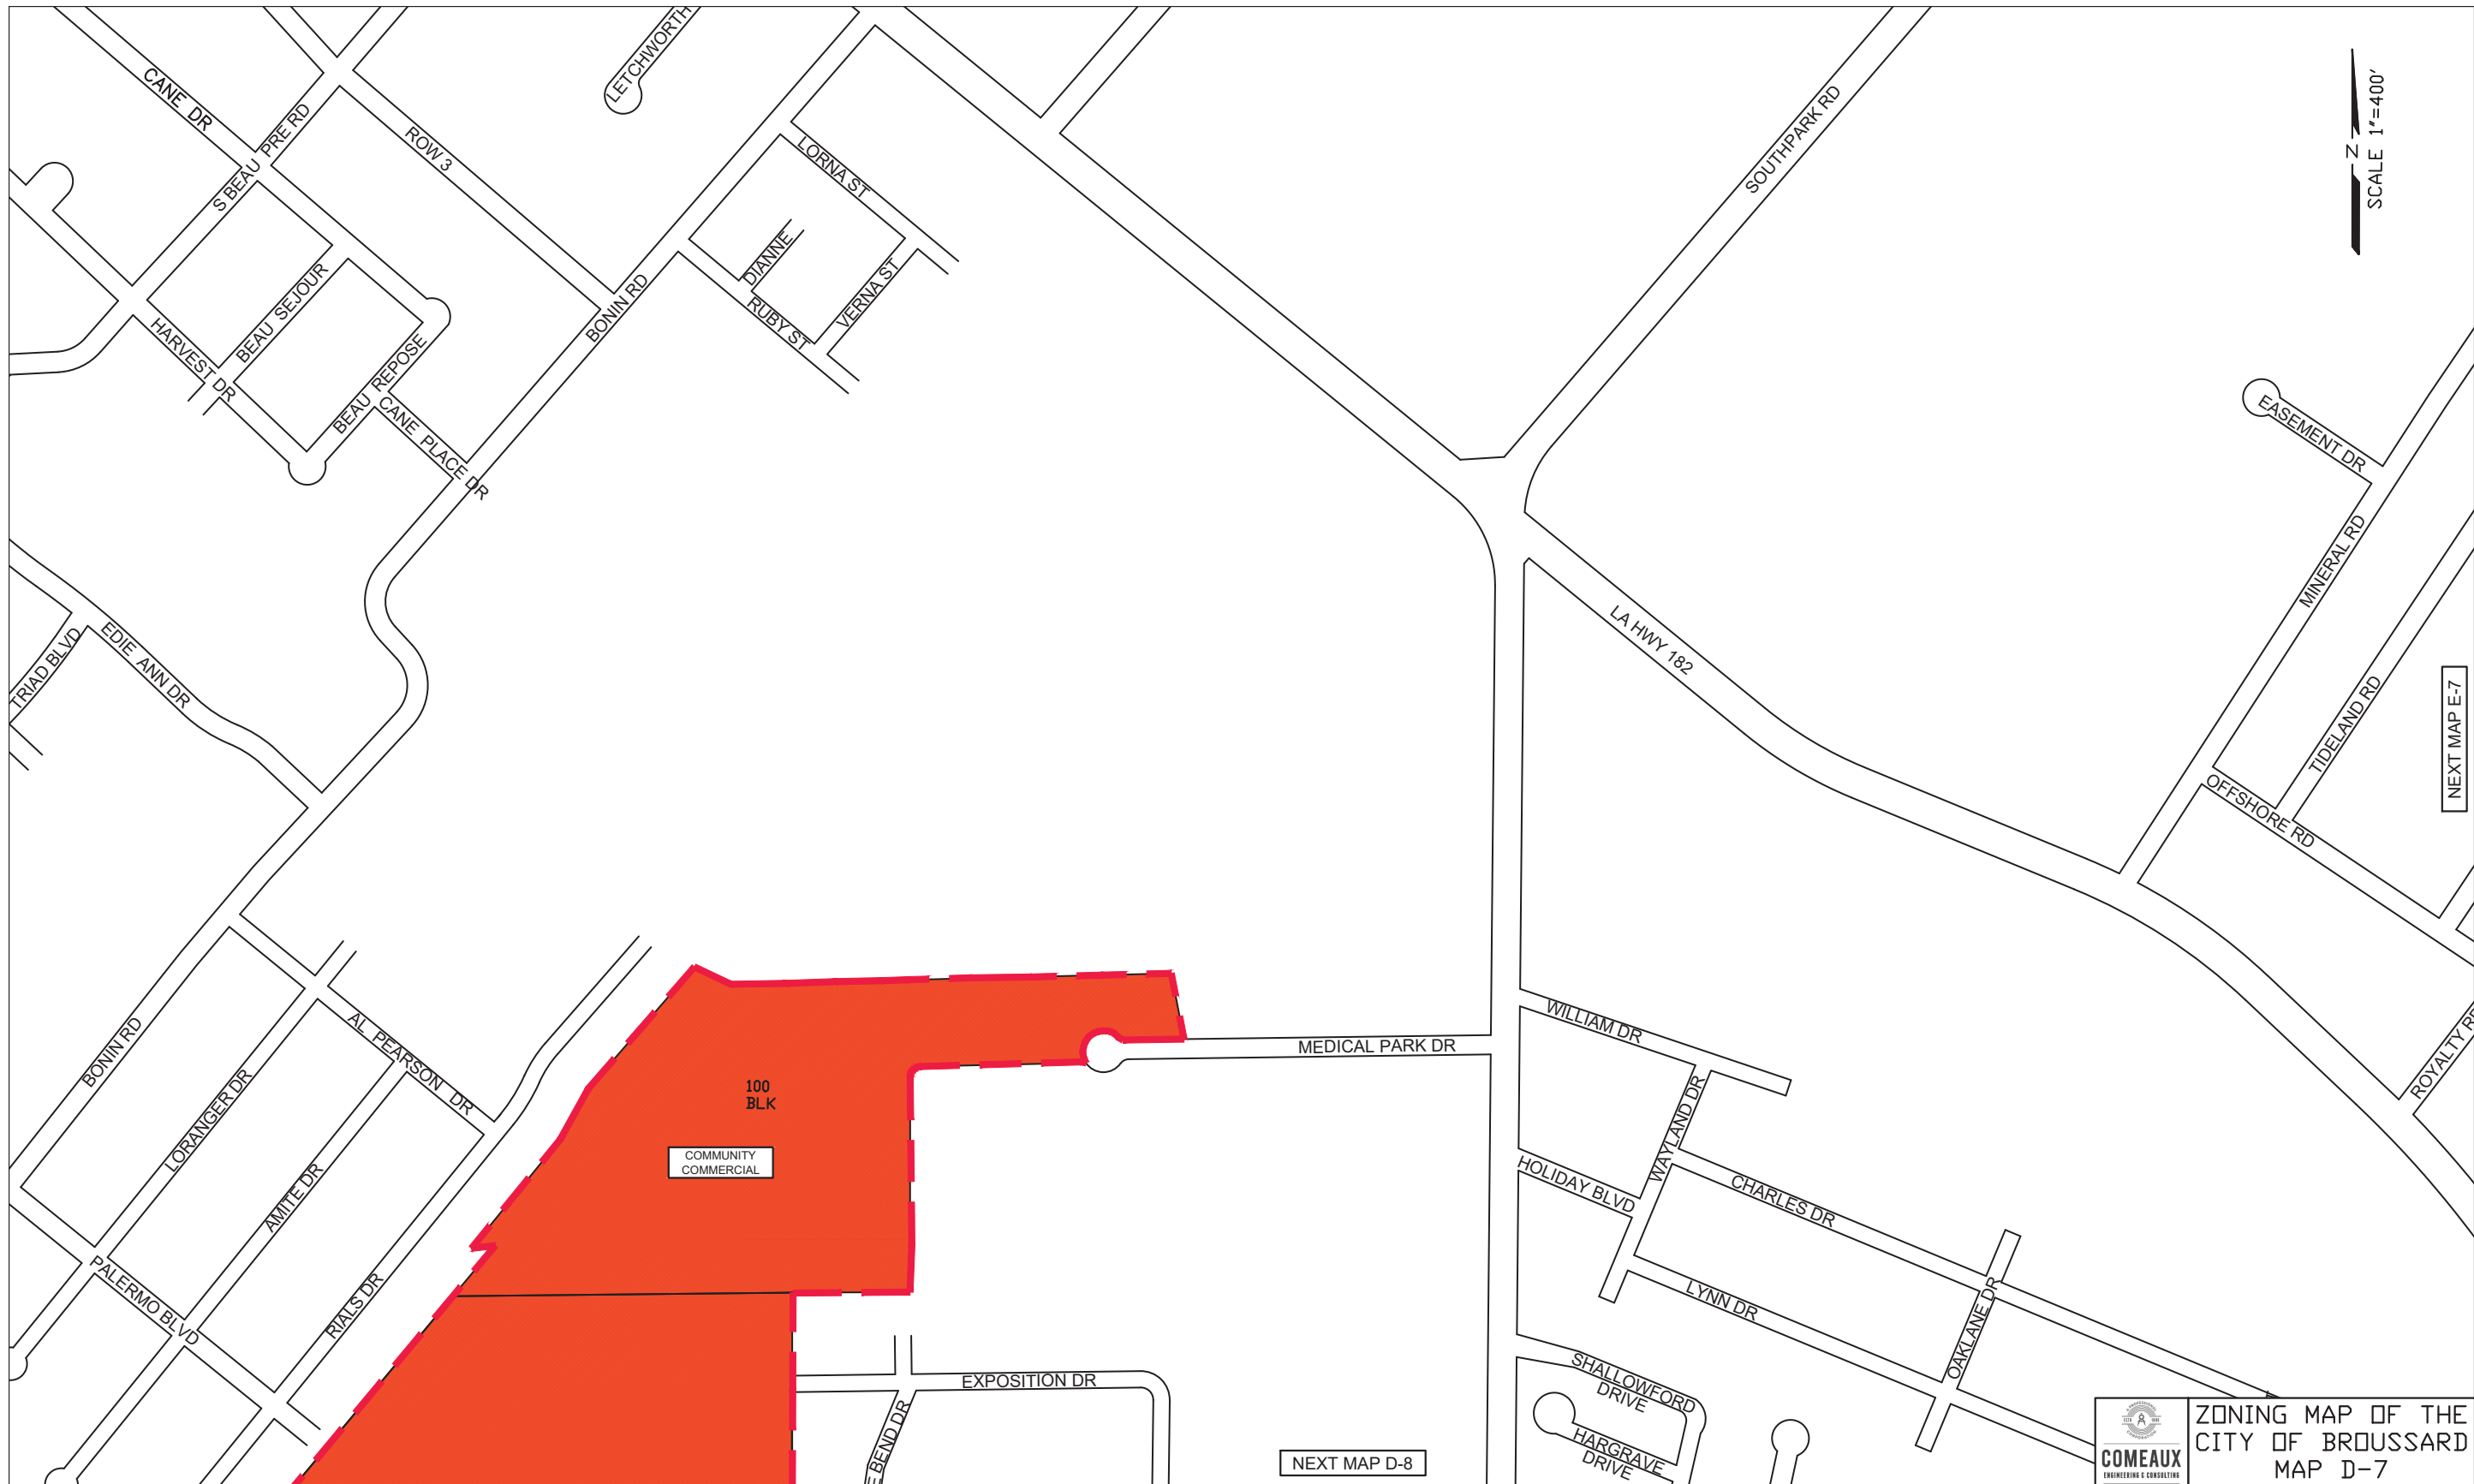 LETCHWORTH
CANE DR
S BEAU PRE RD
ROW 3
LORNA ST
DIANNE
VERNA ST
RUBY ST
BONIN RD
SOUTHPARK RD
N
SCALE 1"=400'
HARVEST DR
BEAU SEJOUR
BEAU REPOSE
CANE PLACE DR
EASEMENT DR
MINERAL RD
LA HWY 182
TRIAD BLVD
EDIE ANN DR
TIDELAND RD
NEXT MAP E-7
OFFSHORE RD
BONIN RD
AL PEARSON DR
LORANGER DR
AMITE DR
PALERMO BLVD
RIALS DR
100
BLK
COMMUNITY
COMMERCIAL
MEDICAL PARK DR
WILLIAM DR
WAYLAND DR
HOLIDAY BLVD
CHARLES DR
ROYALTY R
LYNN DR
OAKLANE DR
EXPOSITION DR
E BEND DR
SHALLOWFORD
DRIVE
HARGRAVE
DRIVE
NEXT MAP D-8
COMEAUX
ENGINEERING & CONSULTING
ZONING MAP OF THE
CITY OF BROUSSARD
MAP D-7